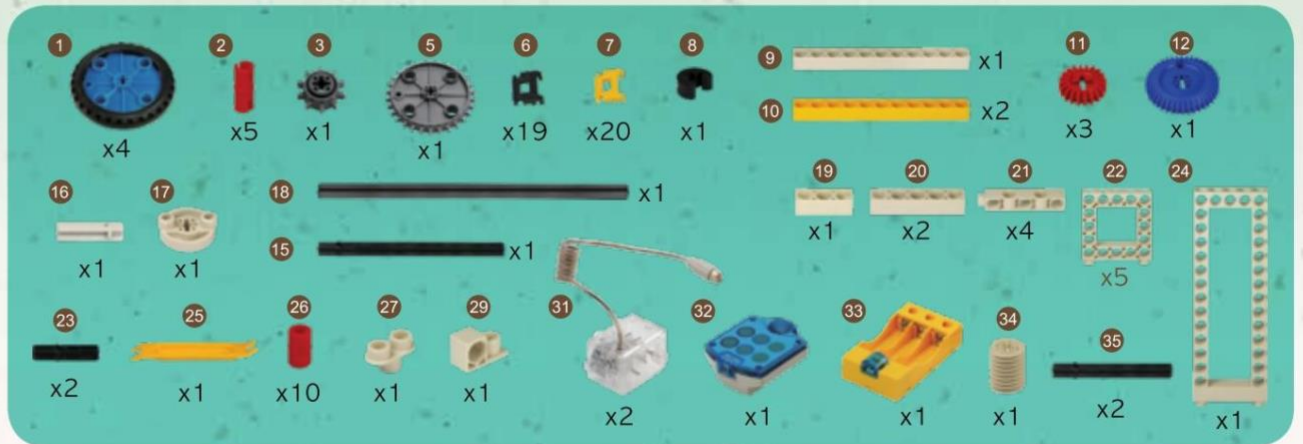 1 2 3 5 6 7 8 9 x1 11 12
x4 x5 x1 x1 x19 x20 x1 10 x2 x3 x1
16 17 18 x1 19 20 21 22 24
x1 x1 15 x1 x1 x2 x4 x5
23 25 26 27 29 31 32 33 34 35
x2 x1 x10 x1 x1 x2 x1 x1 x1 x2 x1